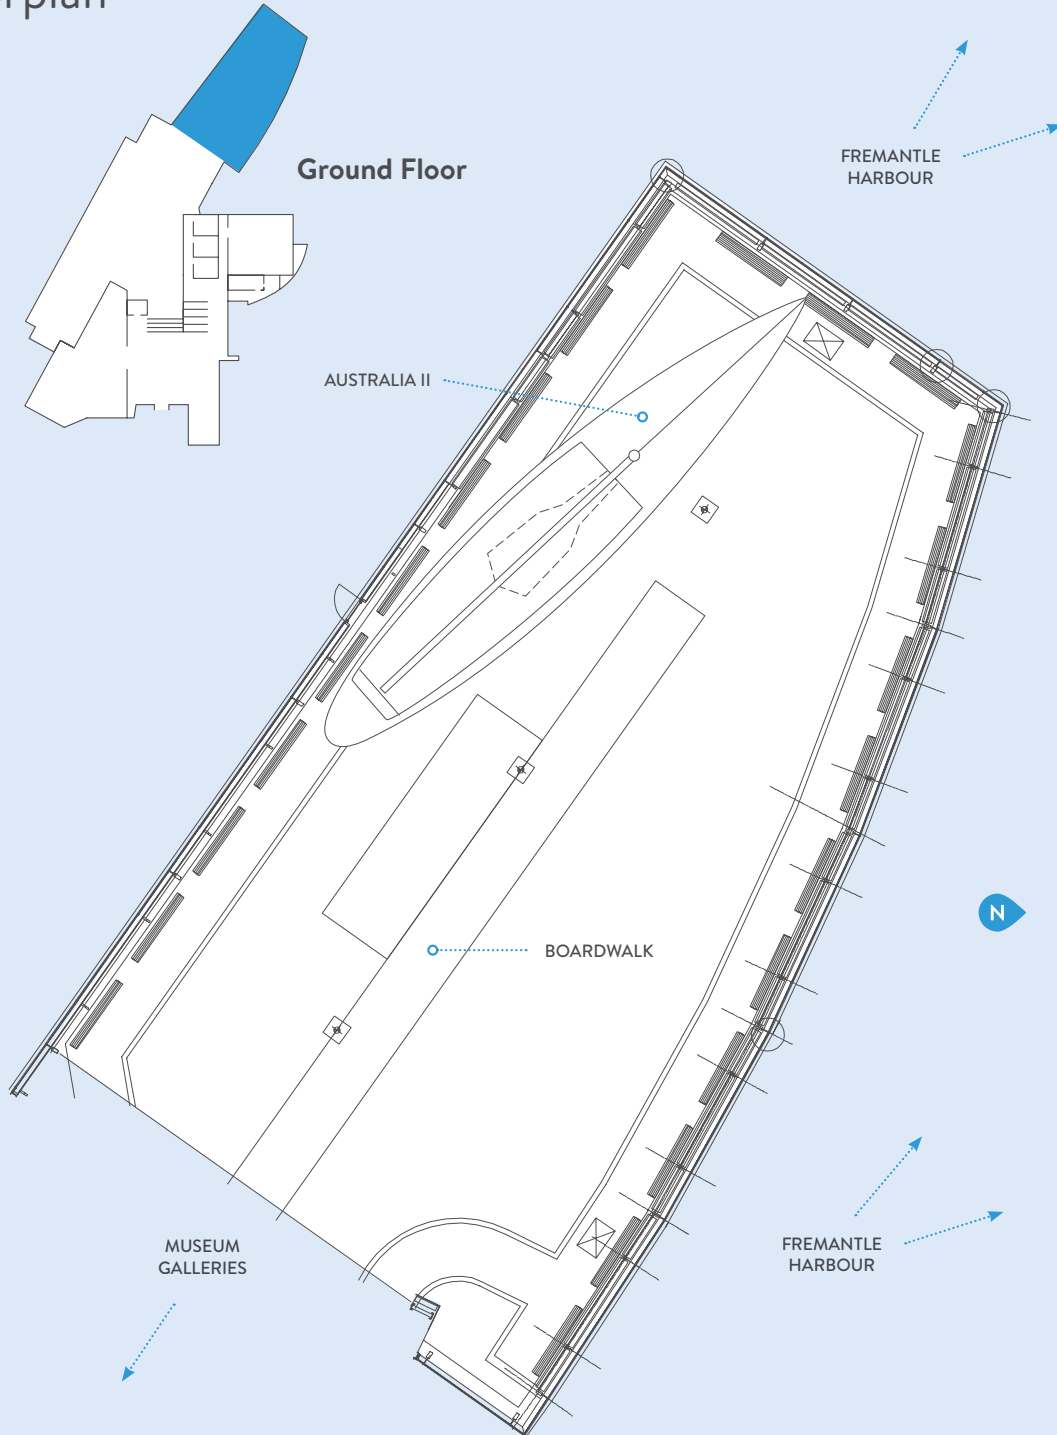 Ground Floor
FREMANTLE
HARBOUR
AUSTRALIA II
N
BOARDWALK
MUSEUM
GALLERIES
FREMANTLE
HARBOUR